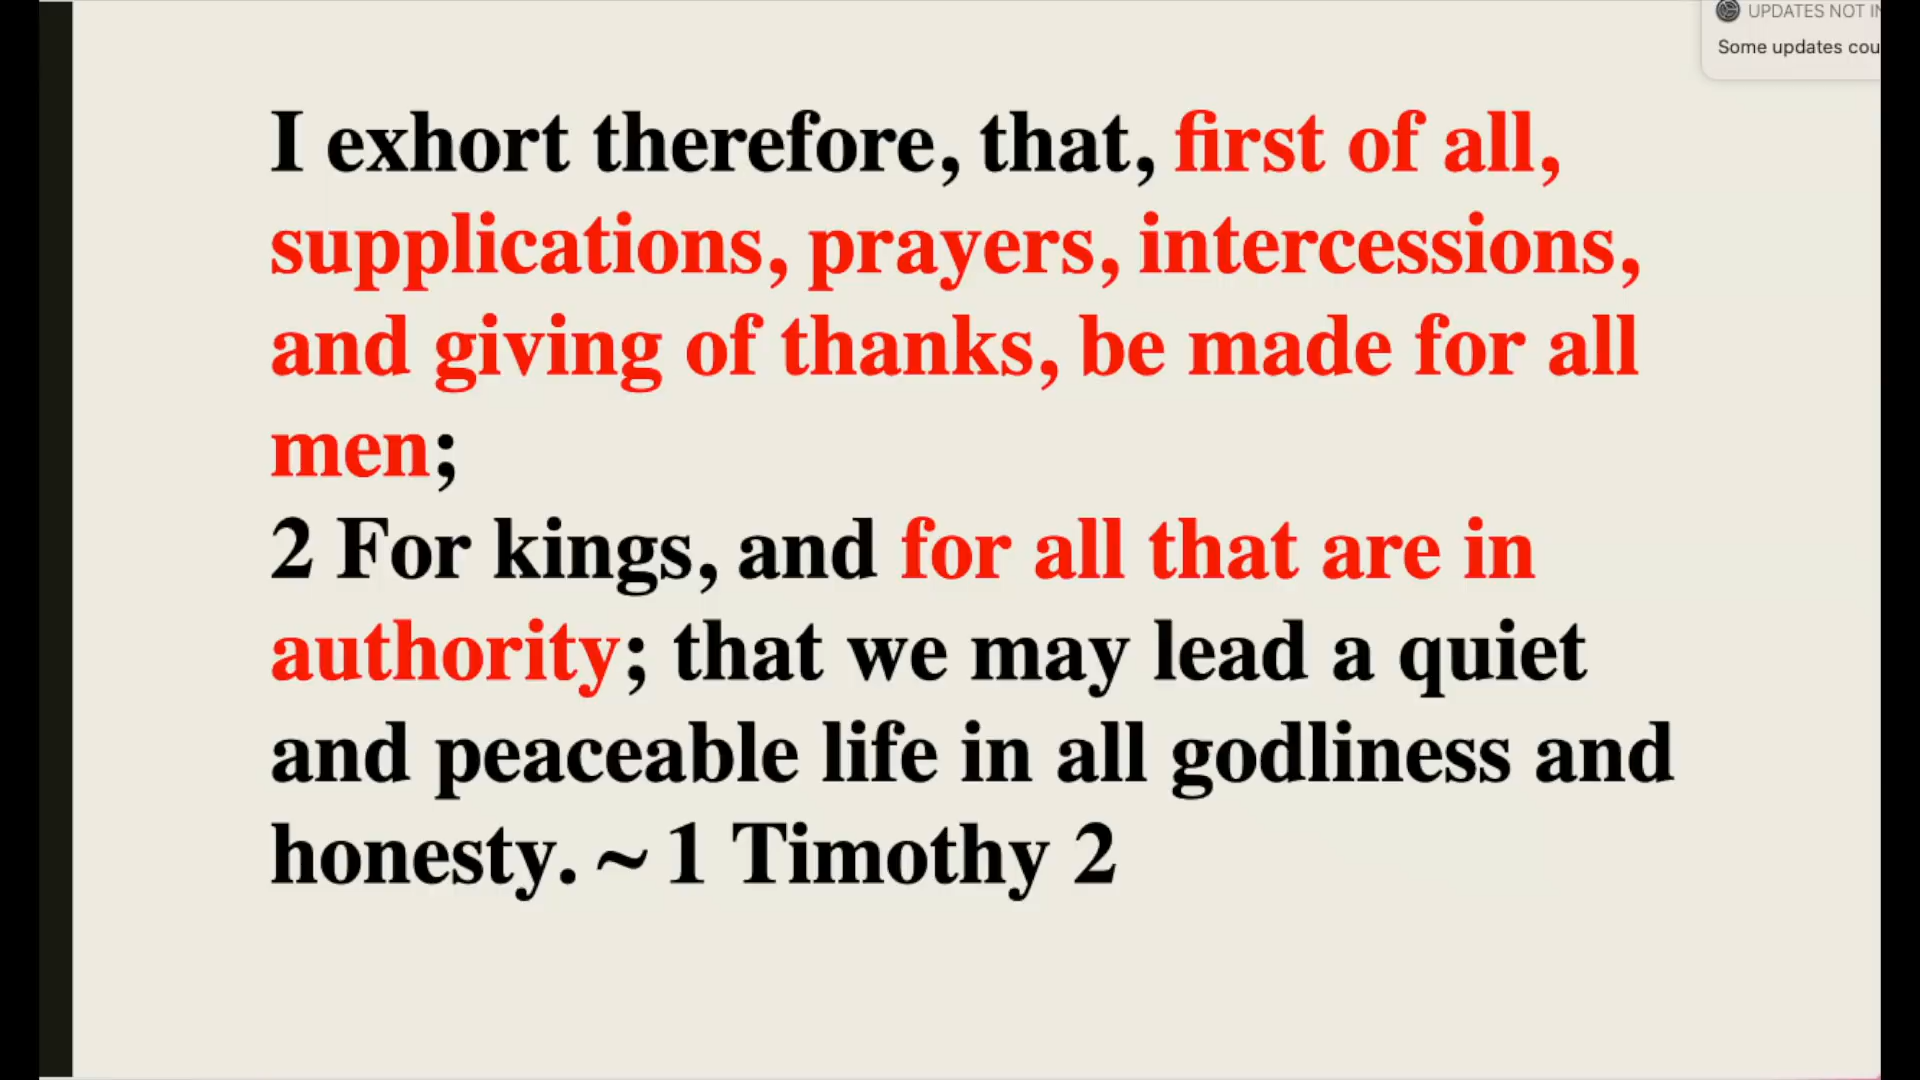 UPDATES NOT
Some updates
I exhort therefore, that, first of all,
supplications, prayers, intercessions,
and giving of thanks, be made for all
men;
2 For kings, and for all that are in
authority; that we may lead a quiet
and peaceable life in all godliness and
honesty. ~ 1 Timothy 2